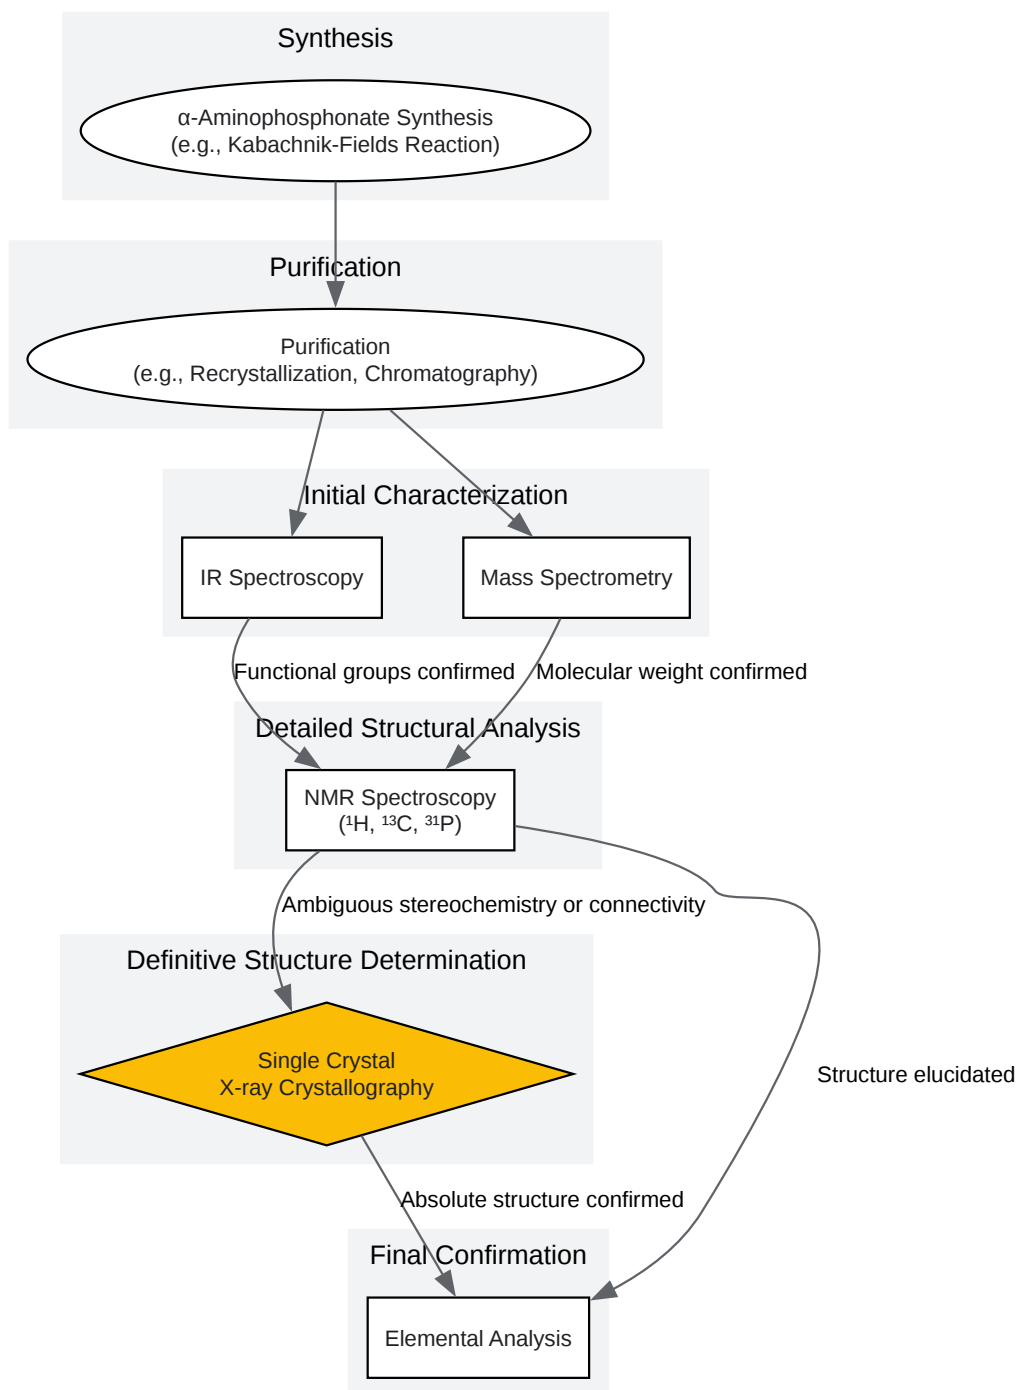 Synthesis
α-Aminophosphonate Synthesis
(e.g., Kabachnik-Fields Reaction)
Purification
Purification
(e.g., Recrystallization, Chromatography)
Initial Characterization
IR Spectroscopy
Mass Spectrometry
Functional groups confirmed
Molecular weight confirmed
Detailed Structural Analysis
NMR Spectroscopy
(¹H, ¹³C, ³¹P)
Ambiguous stereochemistry or connectivity
Definitive Structure Determination
Single Crystal
X-ray Crystallography
Structure elucidated
Absolute structure confirmed
Final Confirmation
Elemental Analysis